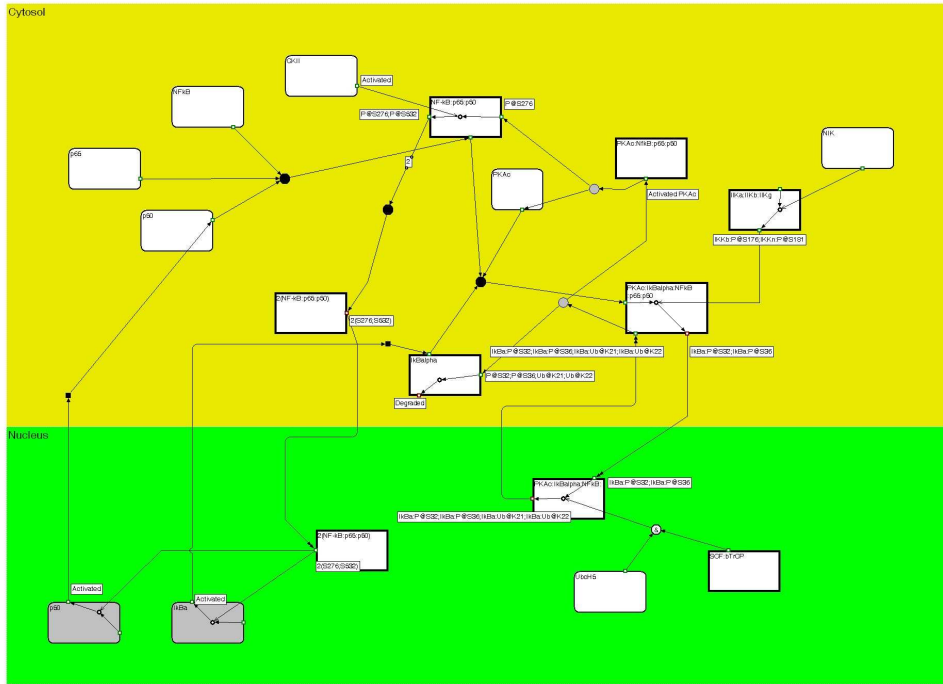 Cytosol
CKII
Activated
NFkB
NF-kB:p65:p50
P@S276
P@S276;P@S532
NIK
p65
2
PKAc:NfkB:p65:p50
PKAc
Activated PKAc
IKKa:IKKb:IKKg
p50
IKKb:P@S176;IKKn:P@S181
PKAc:IkBalpha:NFkB
:p65:p50
2(NF-kB:p65:p50)
2(S276;S532)
IkBa:P@S32;IkBa:P@S36;IkBa:Ub@K21;IkBa:Ub@K22
IkBa:P@S32;IkBa:P@S36
IkBalpha
P@S32;P@S36;Ub@K21;Ub@K22
Degraded
Nucleus
PKAc:IkBalpha:NFkB:
IkBa:P@S32;IkBa:P@S36
IkBa:P@S32;IkBa:P@S36;IkBa:Ub@K21;IkBa:Ub@K22
2(NF-kB:p65:p50)
&
SCF:bTrCP
2(S276;S532)
UbcH5
Activated
Activated
p50
IkBa